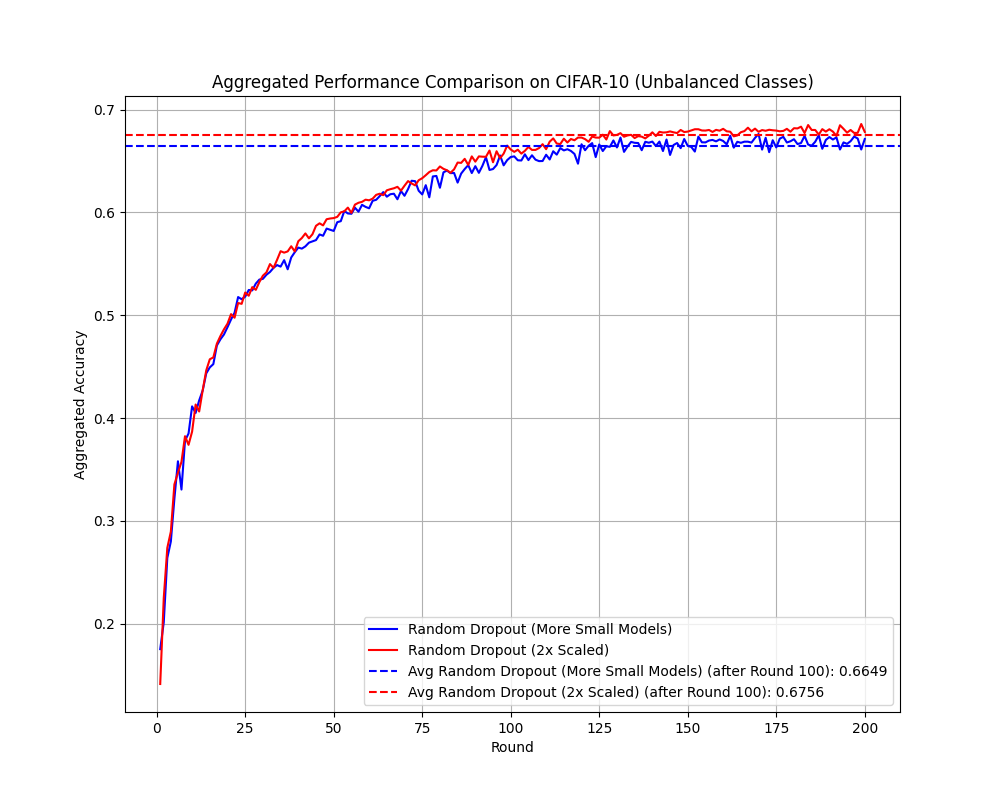 Aggregated Performance Comparison on CIFAR-10 (Unbalanced Classes)
Aggregated Accuracy
0.7
0.6
0.5
0.4
0.3
0.2
Random Dropout (More Small Models)
Random Dropout (2x Scaled)
Avg Random Dropout (More Small Models) (after Round 100): 0.6649
Avg Random Dropout (2x Scaled) (after Round 100): 0.6756
0 25 50 75 100 125 150 175 200
Round